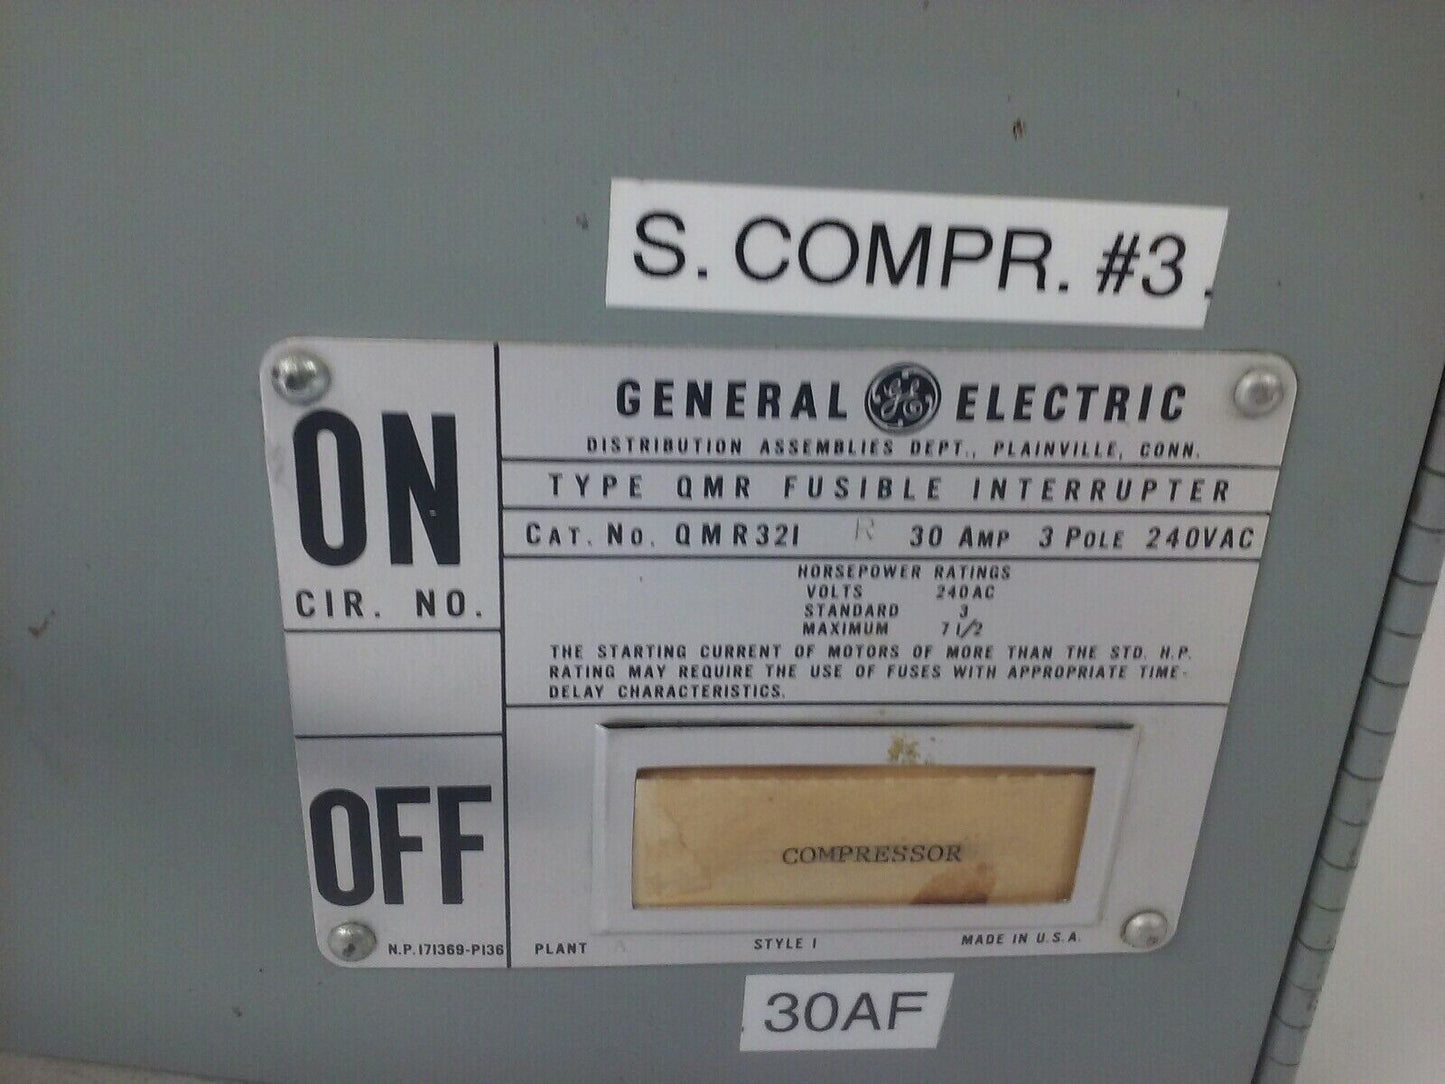 S. COMPR. #3.
ON
CIR. NO.
OFF
N.P. 171369-P136
GENERAL GE ELECTRIC
DISTRIBUTION ASSEMBLIES DEPT., PLAINVILLE, CONN.
TYPE QMR FUSIBLE INTERRUPTER
CAT. NO. QMR321 R 30 AMP 3 POLE 240VAC
HORSEPOWER RATINGS
VOLTS 240AC
STANDARD 3
MAXIMUM 7 1/2
THE STARTING CURRENT OF MOTORS OF MORE THAN THE STD. H.P.
RATING MAY REQUIRE THE USE OF FUSES WITH APPROPRIATE TIME-
DELAY CHARACTERISTICS.
COMPRESSOR
PLANT A STYLE 1 MADE IN U.S.A.
30AF